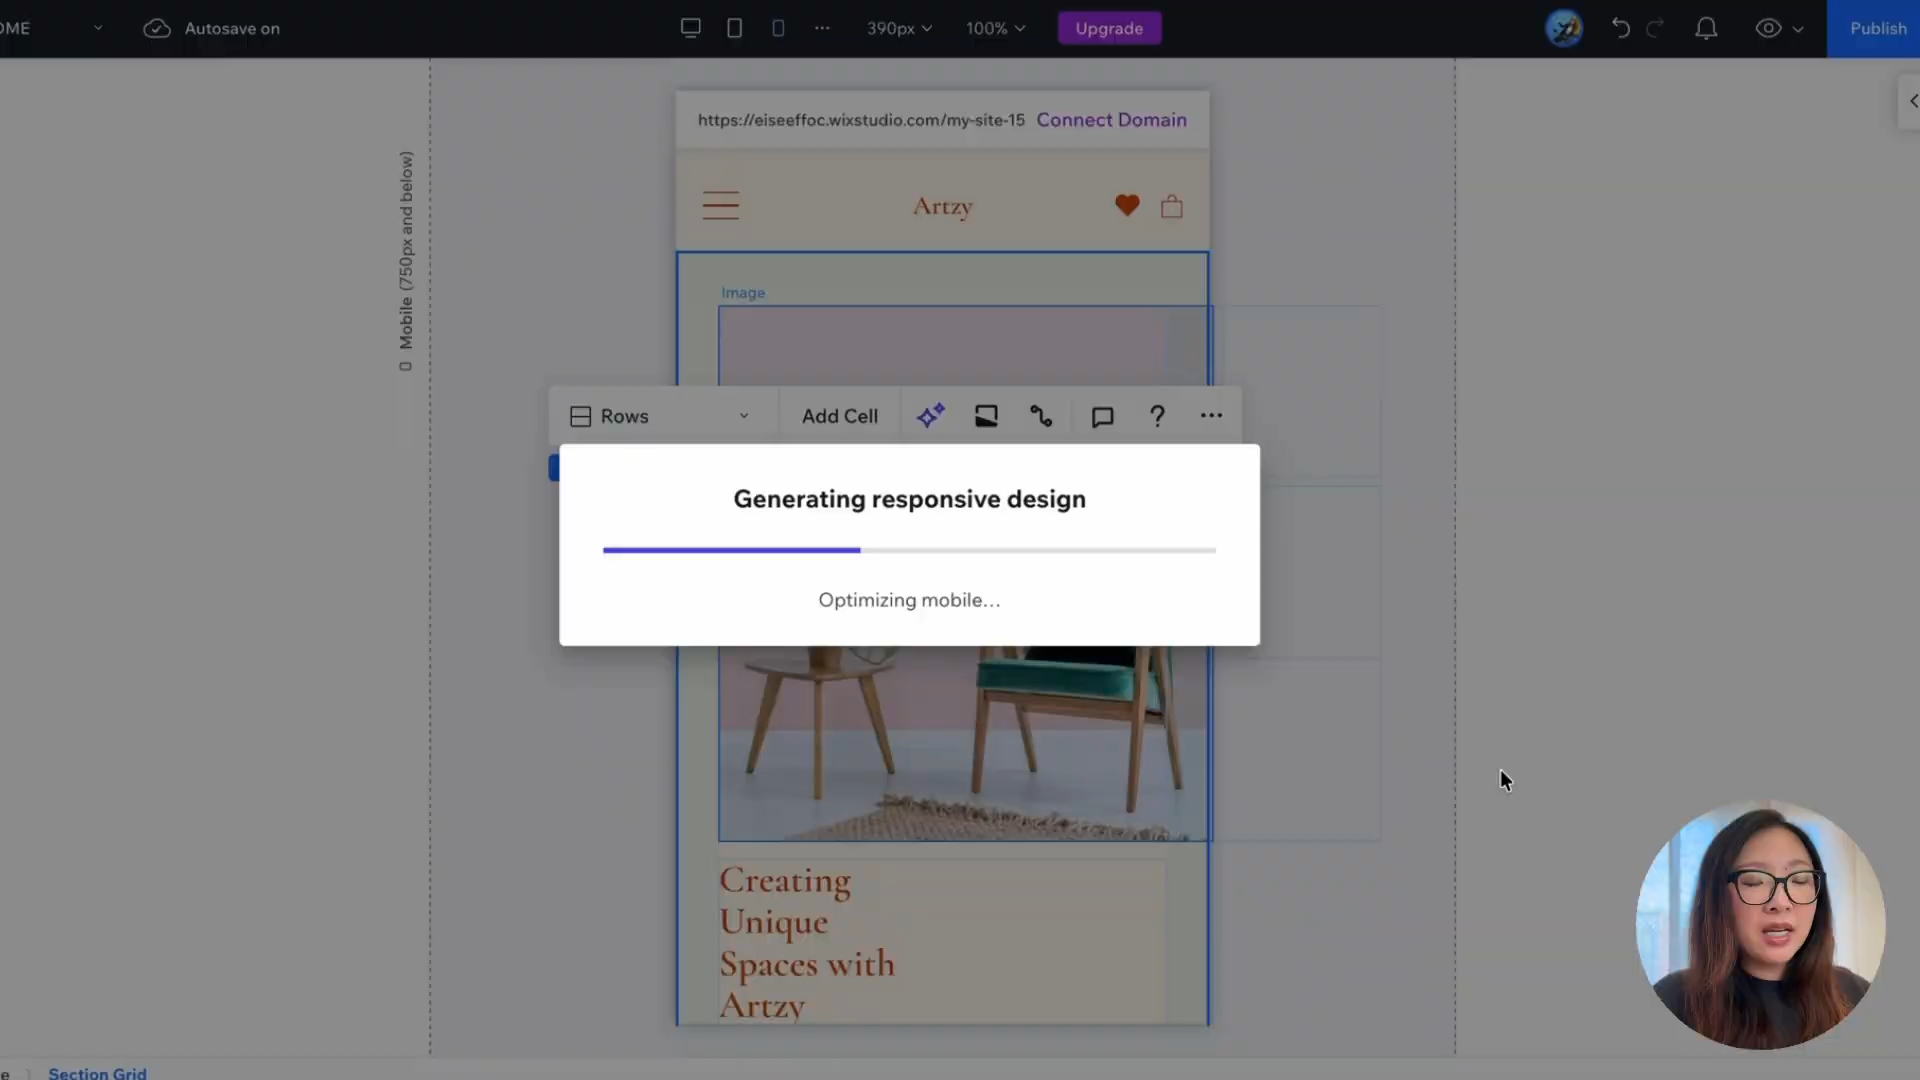 OME
Autosave on
390px
100%
Upgrade
Publish
https://eiseeffoc.wixstudio.com/my-site-15
Connect Domain
Mobile (750px and below)
Artzy
Image
Rows
Add Cell
?
Generating responsive design
Optimizing mobile...
Creating
Unique
Spaces with
Artzy
e
Section Grid